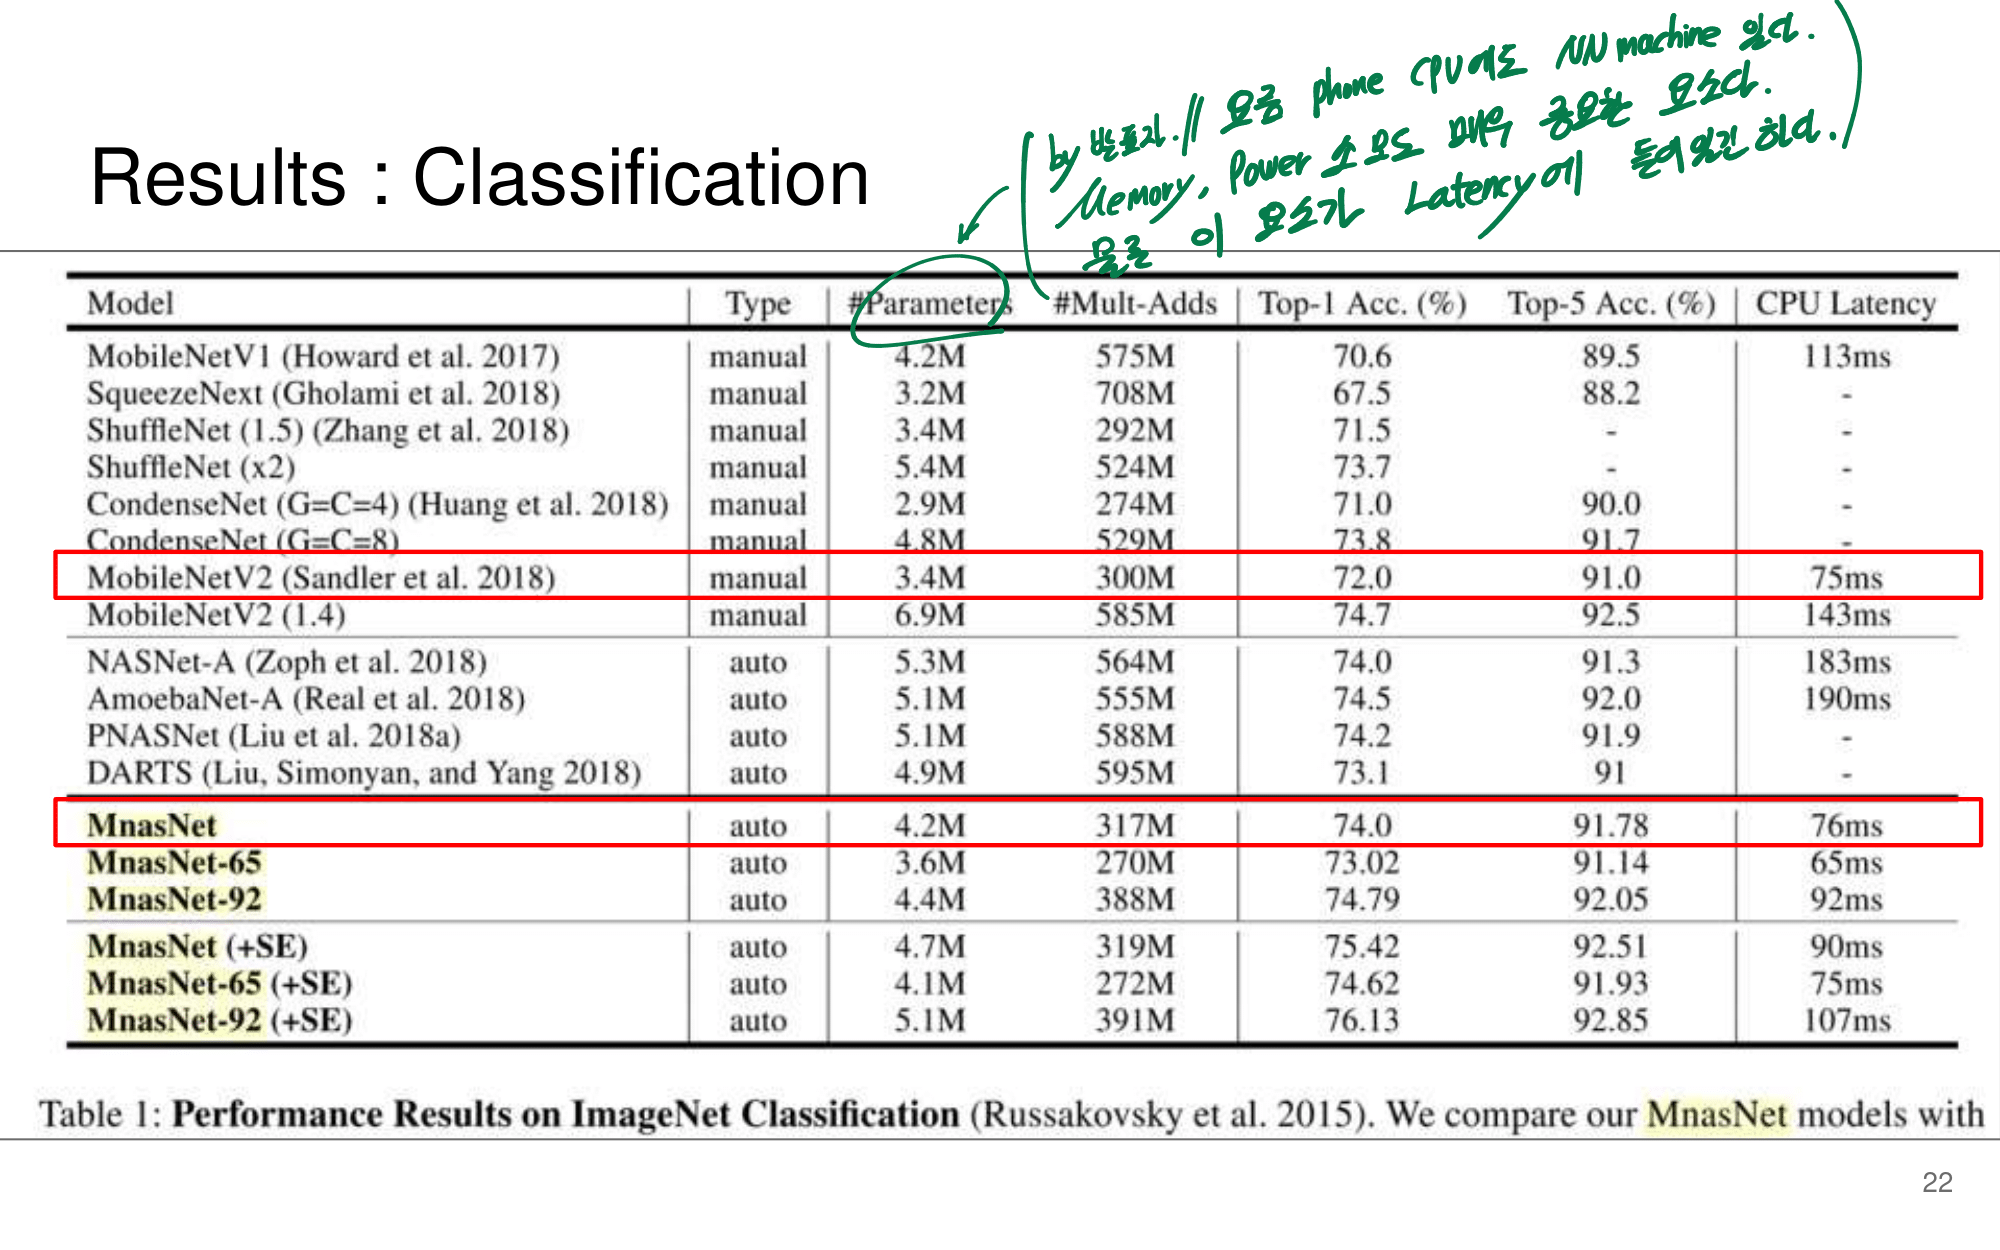 by 발표자. // 요즘 phone CPU에도 NN machine 있다.
Memory, Power 소모도 매우 중요한 요소다.
물론 이 요소가 Latency에 들어있긴 하다.
Results : Classification
Model Type #Parameters #Mult-Adds Top-1 Acc. (%) Top-5 Acc. (%) CPU Latency
MobileNetV1 (Howard et al. 2017) manual 4.2M 575M 70.6 89.5 113ms
SqueezeNext (Gholami et al. 2018) manual 3.2M 708M 67.5 88.2 -
ShuffleNet (1.5) (Zhang et al. 2018) manual 3.4M 292M 71.5 - -
ShuffleNet (x2) manual 5.4M 524M 73.7 - -
CondenseNet (G=C=4) (Huang et al. 2018) manual 2.9M 274M 71.0 90.0 -
CondenseNet (G=C=8) manual 4.8M 529M 73.8 91.7 -
MobileNetV2 (Sandler et al. 2018) manual 3.4M 300M 72.0 91.0 75ms
MobileNetV2 (1.4) manual 6.9M 585M 74.7 92.5 143ms
NASNet-A (Zoph et al. 2018) auto 5.3M 564M 74.0 91.3 183ms
AmoebaNet-A (Real et al. 2018) auto 5.1M 555M 74.5 92.0 190ms
PNASNet (Liu et al. 2018a) auto 5.1M 588M 74.2 91.9 -
DARTS (Liu, Simonyan, and Yang 2018) auto 4.9M 595M 73.1 91 -
MnasNet auto 4.2M 317M 74.0 91.78 76ms
MnasNet-65 auto 3.6M 270M 73.02 91.14 65ms
MnasNet-92 auto 4.4M 388M 74.79 92.05 92ms
MnasNet (+SE) auto 4.7M 319M 75.42 92.51 90ms
MnasNet-65 (+SE) auto 4.1M 272M 74.62 91.93 75ms
MnasNet-92 (+SE) auto 5.1M 391M 76.13 92.85 107ms
Table 1: Performance Results on ImageNet Classification (Russakovsky et al. 2015). We compare our MnasNet models with
22